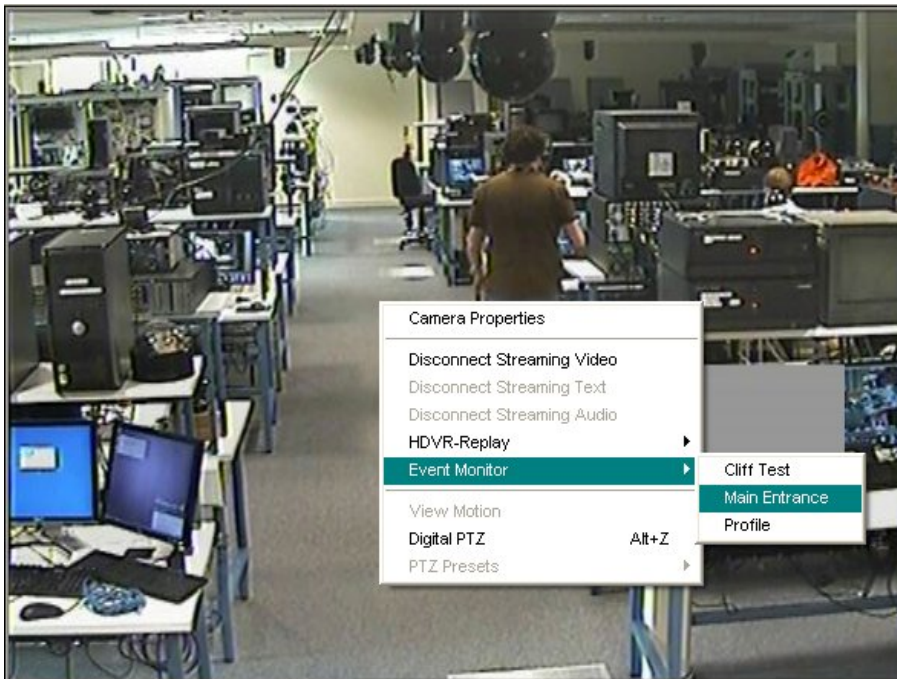 Camera Properties
Disconnect Streaming Video
Disconnect Streaming Text
Disconnect Streaming Audio
HDVR-Replay
Event Monitor
View Motion
Digital PTZ Alt+Z
PTZ Presets
Cliff Test
Main Entrance
Profile